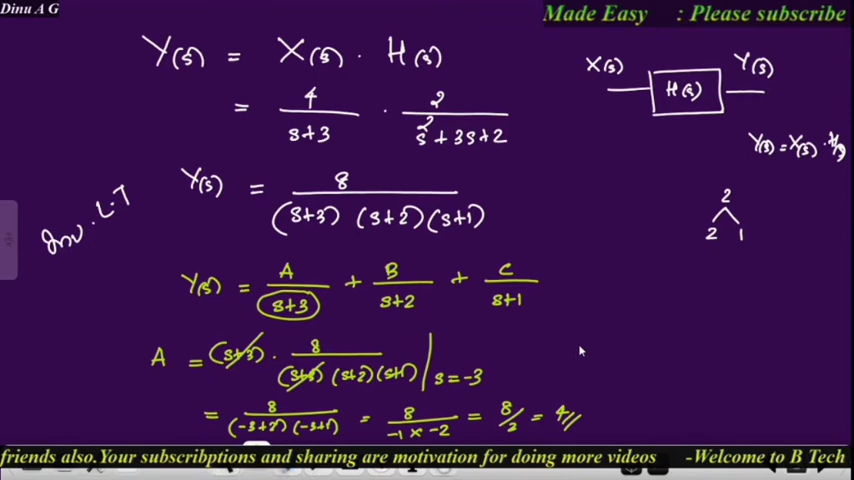 Dinu A G
Made Easy : Please subscribe
Y(s) = X(s) · H(s)
= 4/(s+3) · 2/(s²+3s+2)
Y(s) = 8/((s+3) (s+2)(s+1))
Inv. L.T
X(s) H(s) Y(s)
Y(s) = X(s) · H(s)
2
2 1
Y(s) = A/(s+3) + B/(s+2) + C/(s+1)
A = (s+3) · 8/((s+3)(s+2)(s+1)) | s=-3
= 8/((-3+2)(-3+1)) = 8/(-1 × -2) = 8/2 = 4//
friends also.Your subscribptions and sharing are motivation for doing more videos -Welcome to B Tech